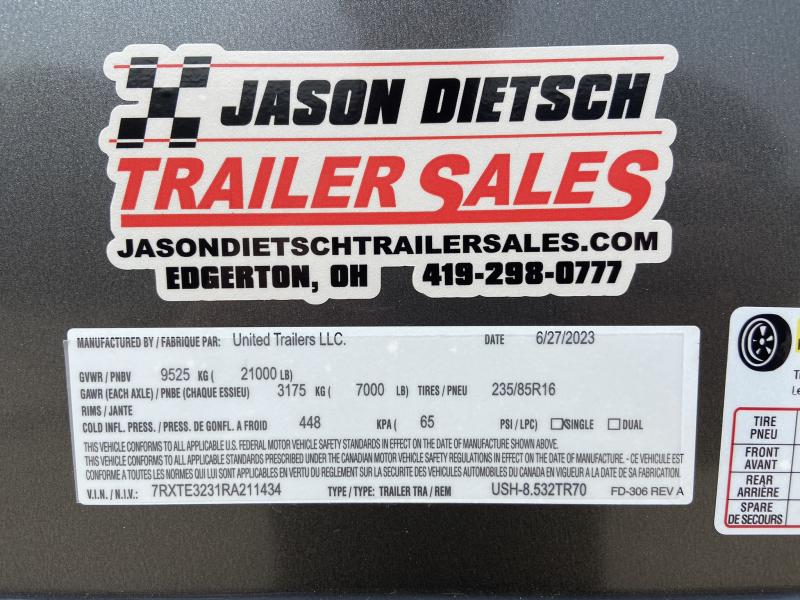 JASON DIETSCH
TRAILER SALES
JASONDIETSCHTRAILERSALES.COM
EDGERTON, OH 419-298-0777
MANUFACTURED BY / FABRIQUE PAR: United Trailers LLC. DATE 6/27/2023
GVWR / PNBV 9525 KG ( 21000 LB)
GAWR (EACH AXLE) / PNBE (CHAQUE ESSIEU) 3175 KG ( 7000 LB) TIRES / PNEU 235/85R16
RIMS / JANTE
COLD INFL. PRESS. / PRESS. DE GONFL. A FROID 448 KPA ( 65 PSI / LPC) SINGLE DUAL
THIS VEHICLE CONFORMS TO ALL APPLICABLE U.S. FEDERAL MOTOR VEHICLE SAFETY STANDARDS IN EFFECT ON THE DATE OF MANUFACTURE SHOWN ABOVE.
THIS VEHICLE CONFORMS TO ALL APPLICABLE STANDARDS PRESCRIBED UNDER THE CANADIAN MOTOR VEHICLE SAFETY REGULATIONS IN EFFECT ON THE DATE OF MANUFACTURE. - CE VEHICULE EST
CONFORME A TOUTES LES NORMES QUI LUI SONT APPLICABLES EN VERTU DU REGLEMENT SUR LA SECURITE DES VEHICULES AUTOMOBILES DU CANADA EN VIGUEUR A LA DATE DE SA FABRICATION.
V.I.N. / N.I.V.: 7RXTE3231RA211434 TYPE / TYPE: TRAILER TRA / REM USH-8.532TR70 FD-306 REV A
TIRE
PNEU
FRONT
AVANT
REAR
ARRIÈRE
SPARE
DE SECOURS